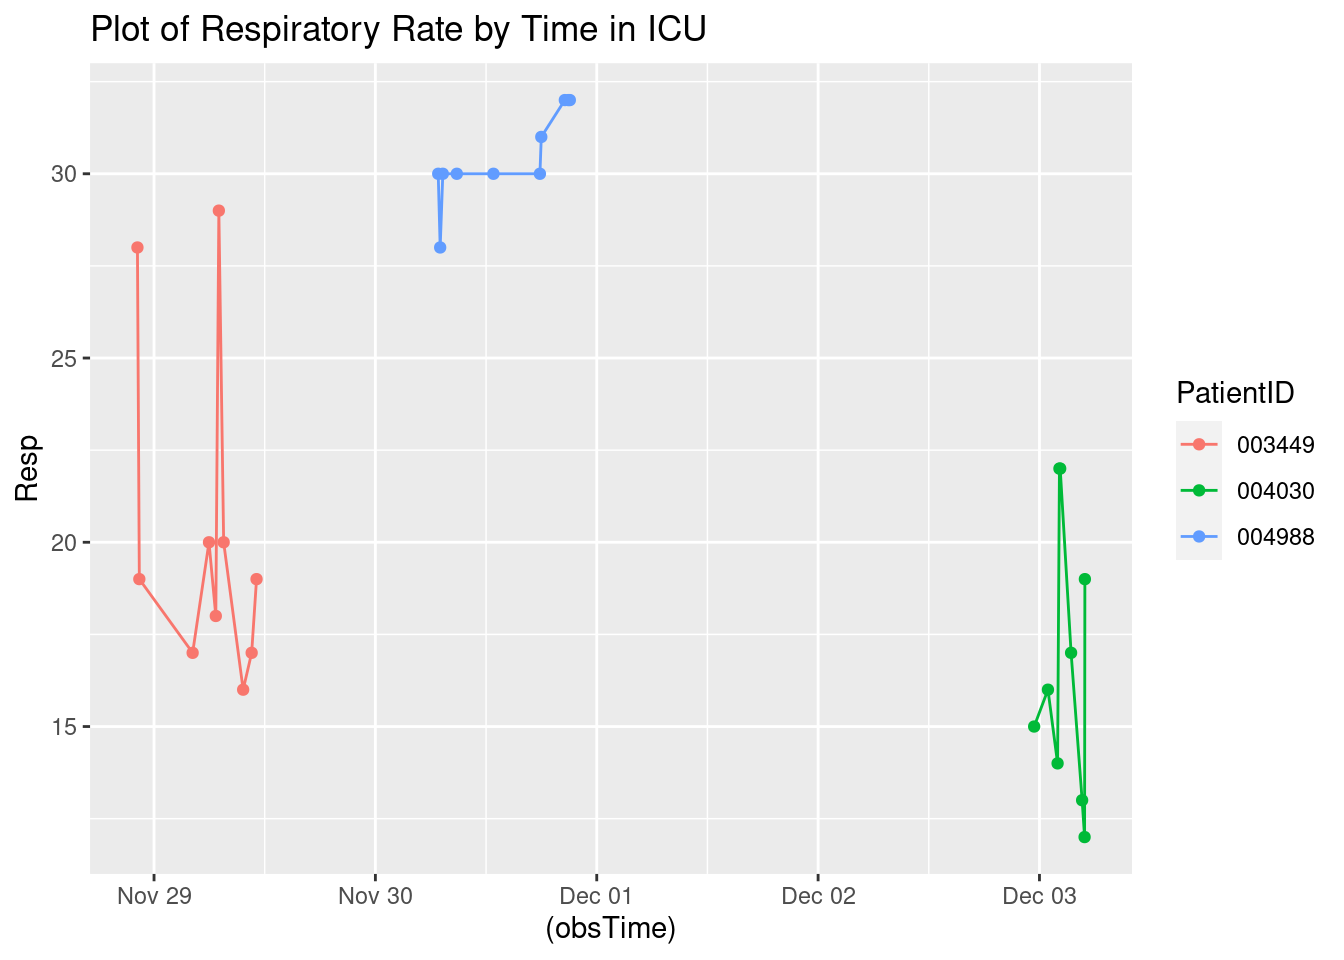 Plot of Respiratory Rate by Time in ICU
Resp
30
25
20
15
Nov 29 Nov 30 Dec 01 Dec 02 Dec 03
(obsTime)
PatientID
003449
004030
004988